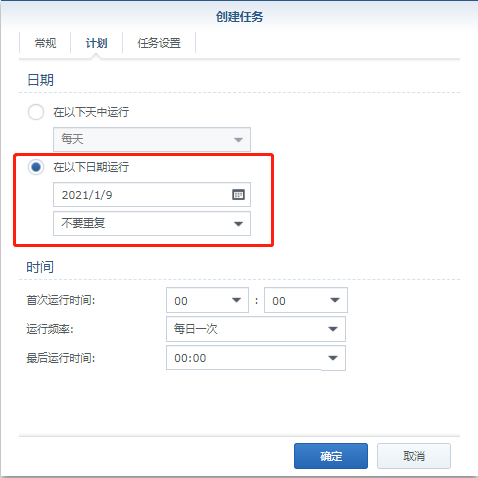 创建任务
常规 计划 任务设置
日期
在以下天中运行
每天
在以下日期运行
2021/1/9
不要重复
时间
首次运行时间: 00 : 00
运行频率: 每日一次
最后运行时间: 00:00
确定 取消